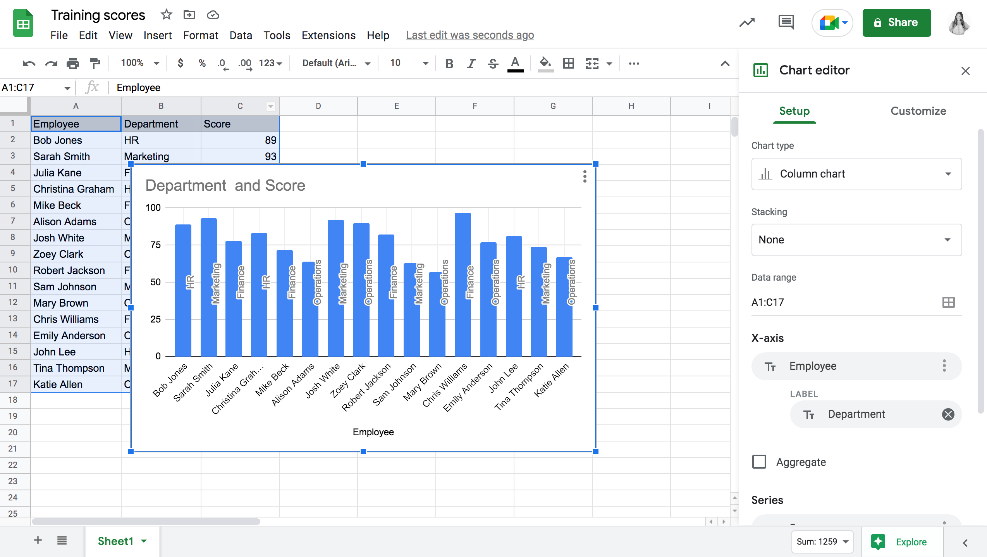 Training scores
File Edit View Insert Format Data Tools Extensions Help Last edit was seconds ago
Share
100% $ % .0 .00 123 Default (Ari... 10 B I S A
A1:C17 fx Employee
A B C D E F G H I
1 Employee Department Score
2 Bob Jones HR 89
3 Sarah Smith Marketing 93
4 Julia Kane F
5 Christina Graham H
6 Mike Beck F
7 Alison Adams O
8 Josh White M
9 Zoey Clark O
10 Robert Jackson F
11 Sam Johnson M
12 Mary Brown O
13 Chris Williams F
14 Emily Anderson O
15 John Lee H
16 Tina Thompson M
17 Katie Allen O
18
19
20
21
22
23
24
25
Department and Score
100
75
50
25
0
HR Marketing Finance HR Finance Operations Marketing Operations Finance Marketing Operations Finance Operations HR Marketing Operations
Bob Jones Sarah Smith Julia Kane Christina Grah... Mike Beck Alison Adams Josh White Zoey Clark Robert Jackson Sam Johnson Mary Brown Chris Williams Emily Anderson John Lee Tina Thompson Katie Allen
Employee
Chart editor
Setup Customize
Chart type
Column chart
Stacking
None
Data range
A1:C17
X-axis
Tт Employee
LABEL
Tт Department
Aggregate
Series
Sheet1
Sum: 1259
Explore